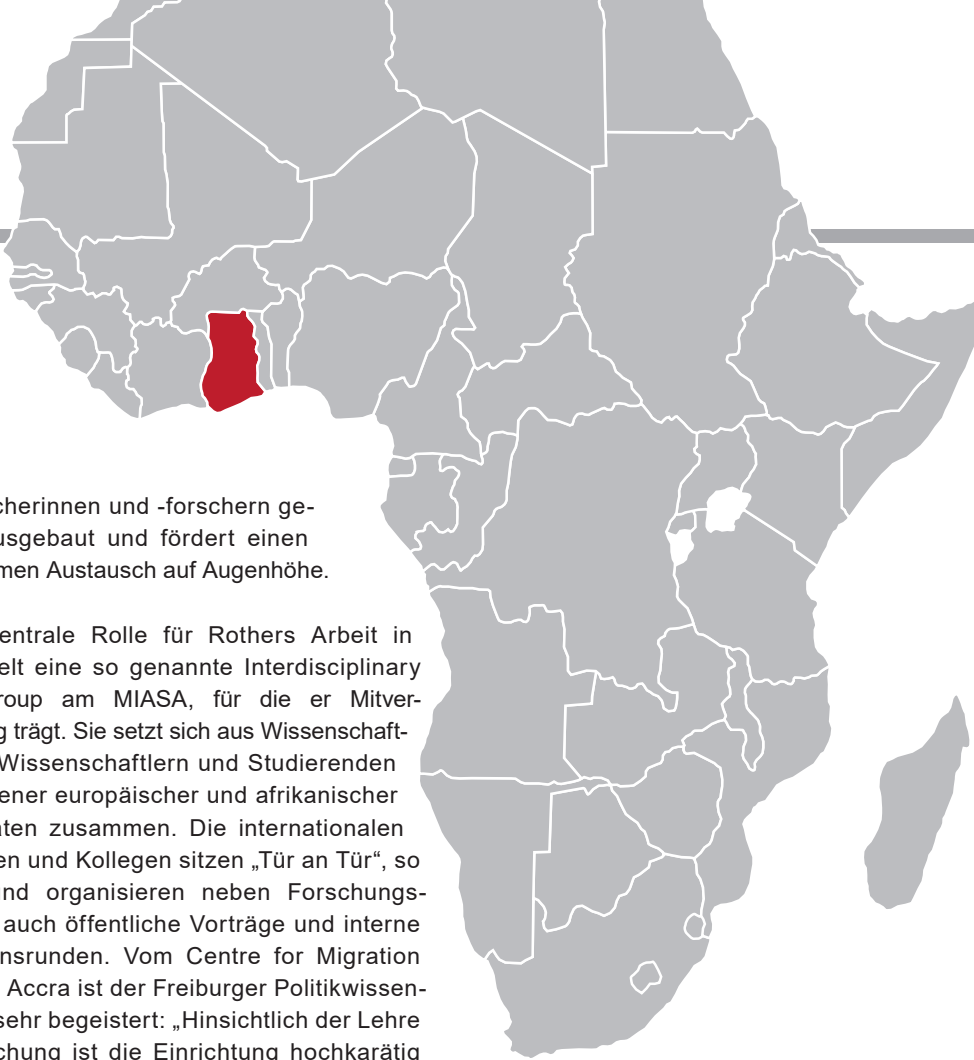 cherinnen und -forschern ge-
usgebaut und fördert einen
men Austausch auf Augenhöhe.
entrale Rolle für Rothers Arbeit in
elt eine so genannte Interdisciplinary
roup am MIASA, für die er Mitver-
g trägt. Sie setzt sich aus Wissenschaft-
Wissenschaftlern und Studierenden
ener europäischer und afrikanischer
ten zusammen. Die internationalen
en und Kollegen sitzen „Tür an Tür“, so
nd organisieren neben Forschungs-
auch öffentliche Vorträge und interne
nsrunden. Vom Centre for Migration
Accra ist der Freiburger Politikwissen-
sehr begeistert: „Hinsichtlich der Lehre
chung ist die Einrichtung hochkarätig